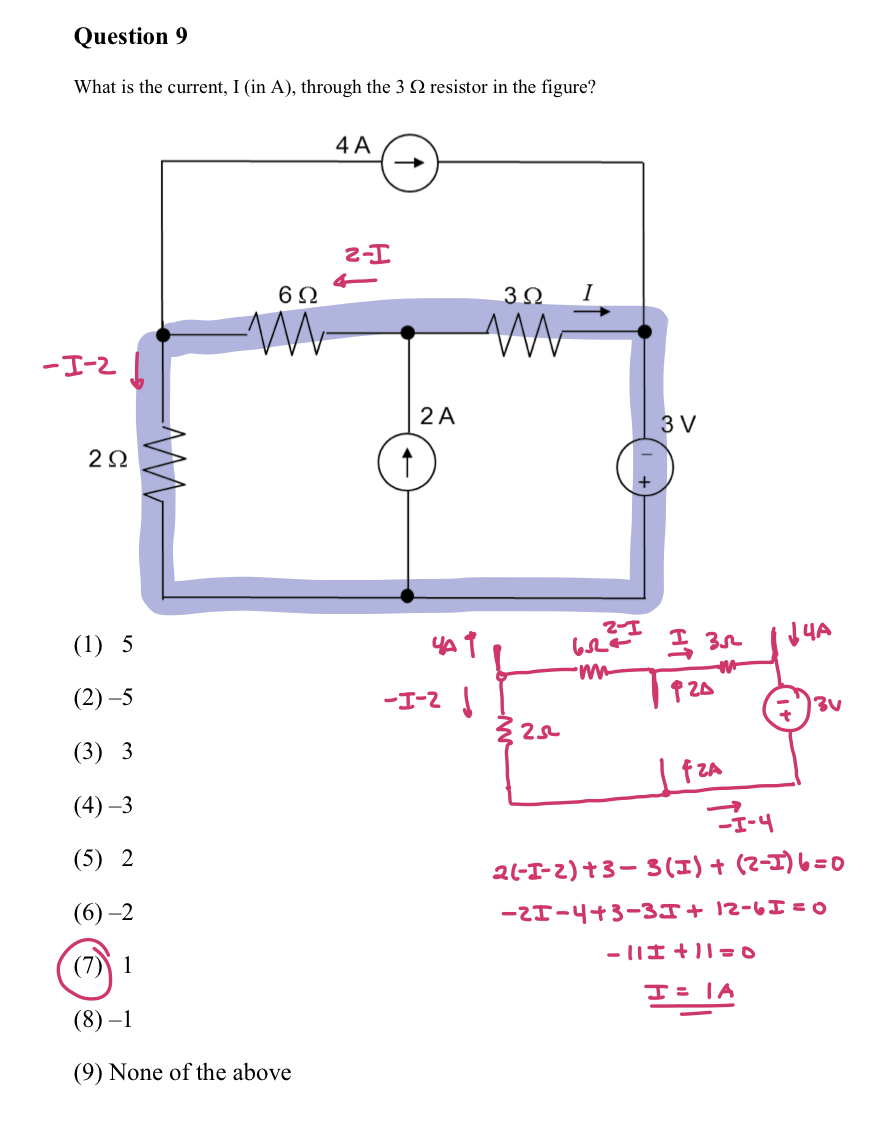 Question 9
What is the current, I (in A), through the 3 Ω resistor in the figure?
4 A
2-I
6 Ω
3 Ω
I
-I-2
2 A
3 V
2 Ω
−
+
(1) 5
(2) –5
(3) 3
(4) –3
(5) 2
(6) –2
(7) 1
(8) –1
(9) None of the above
4A
6Ω
2-I
I
3Ω
4A
-I-2
2A
2Ω
-
+
3V
2A
-I-4
2(-I-2)+3-3(I)+(2-I)6=0
-2I-4+3-3I+12-6I=0
-11I+11=0
I = 1A